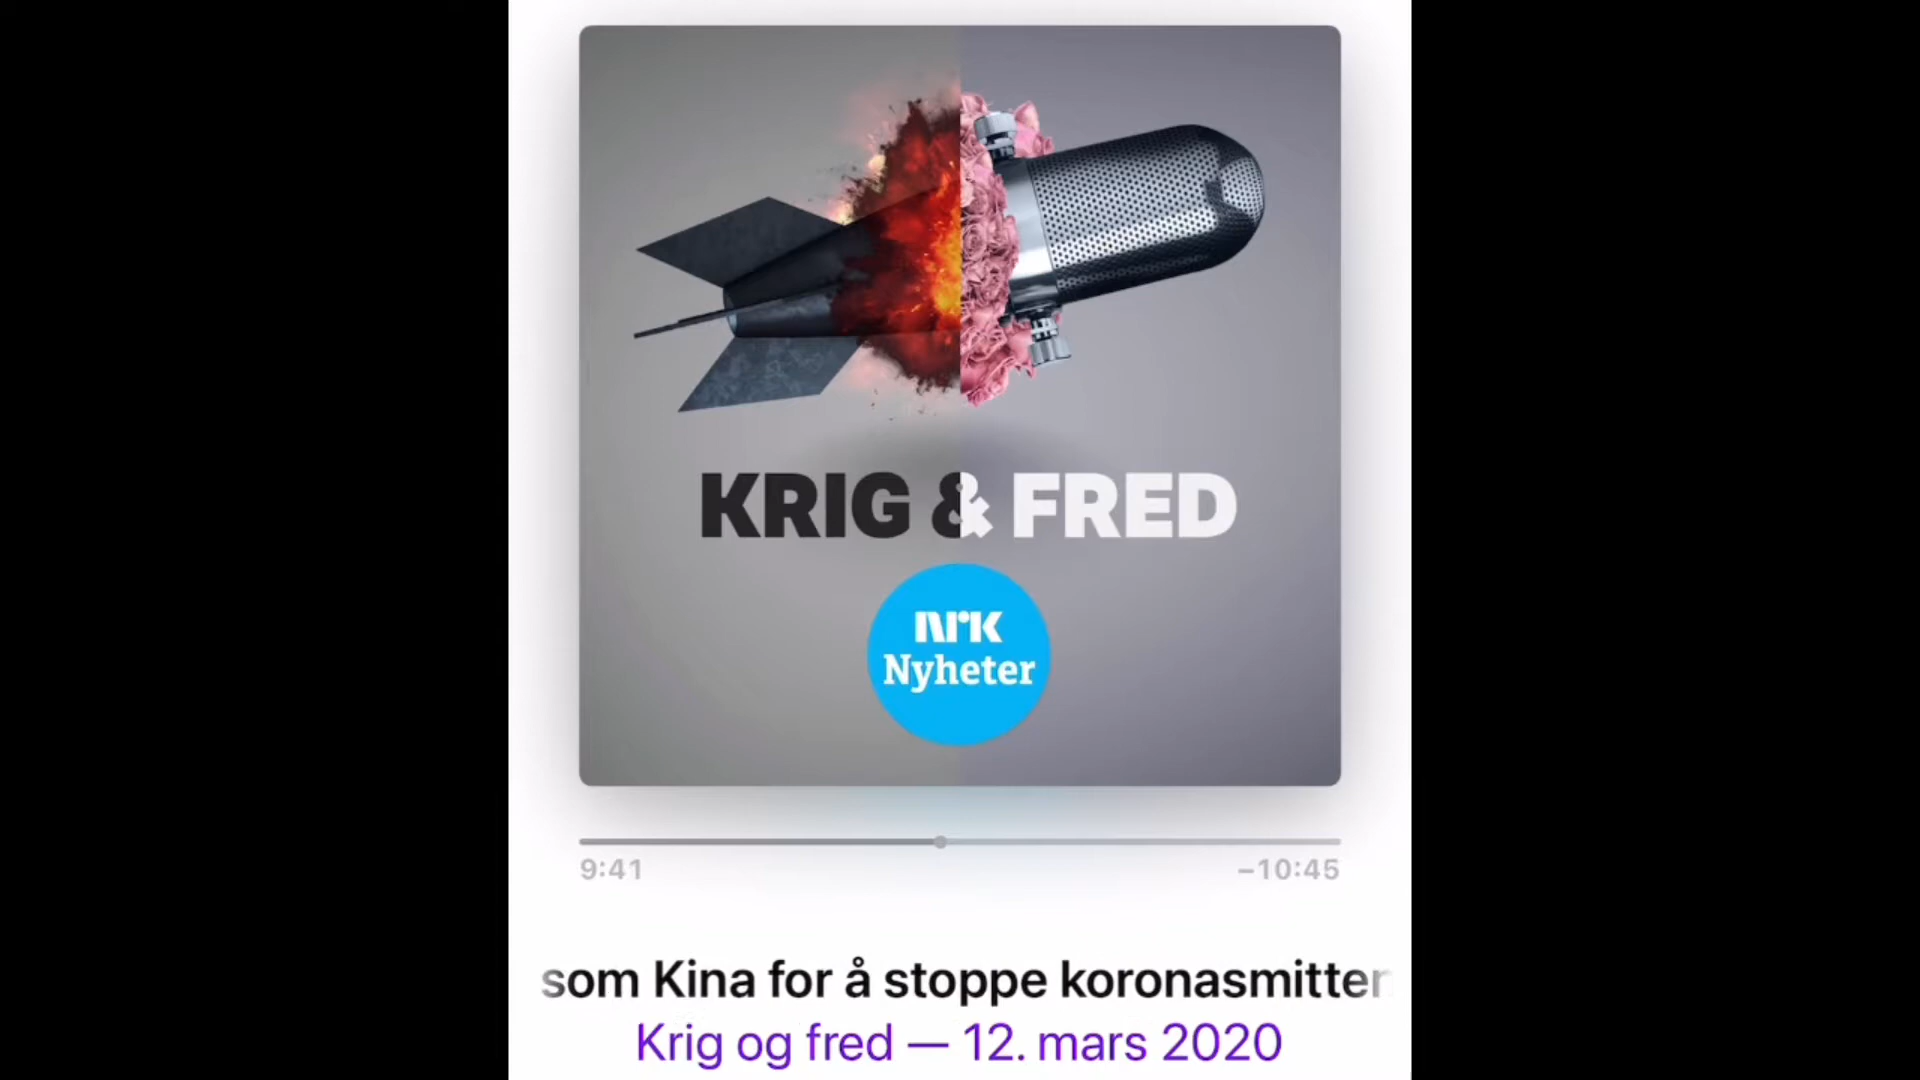 KRIG & FRED
NRK
Nyheter
9:41
–10:45
som Kina for å stoppe koronasmitten
Krig og fred — 12. mars 2020